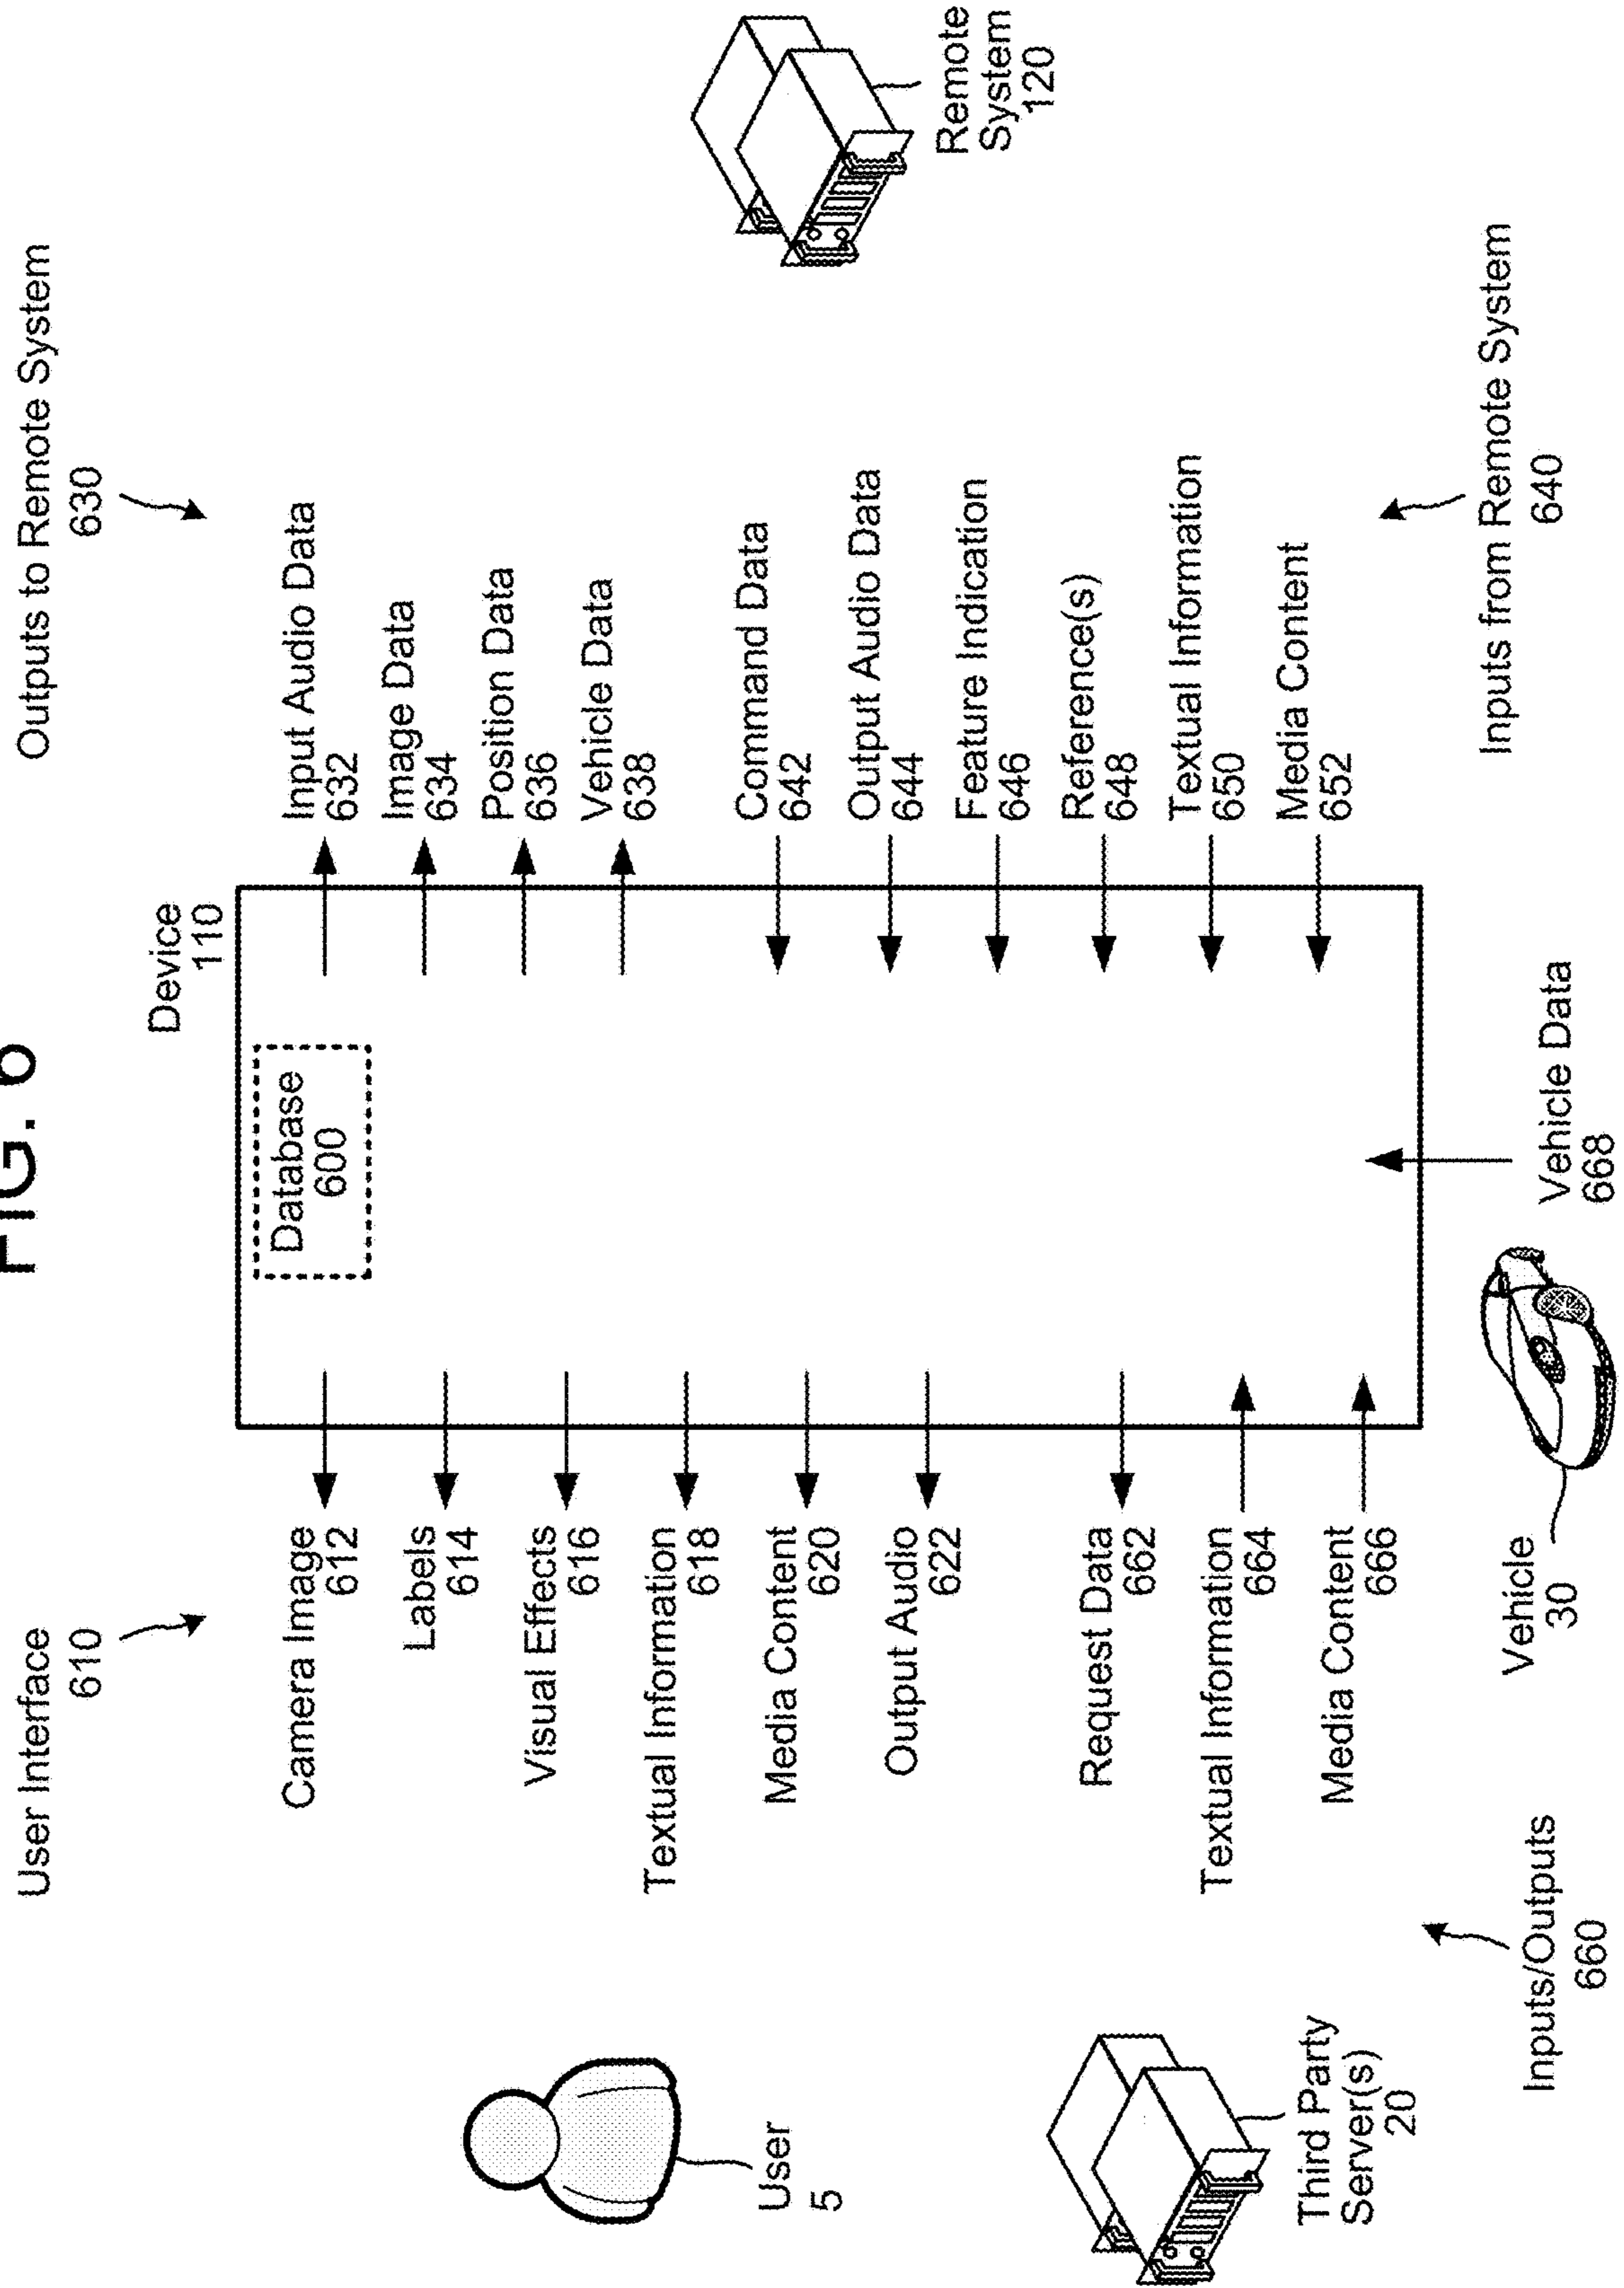 FIG. 6
User Interface
610
Outputs to Remote System
630
Device
110
Database
600
Camera Image
612
Labels
614
Visual Effects
616
Textual Information
618
Media Content
620
Output Audio
622
Request Data
662
Textual Information
664
Media Content
666
Input Audio Data
632
Image Data
634
Position Data
636
Vehicle Data
638
Command Data
642
Output Audio Data
644
Feature Indication
646
Reference(s)
648
Textual Information
650
Media Content
652
User
5
Third Party
Server(s)
20
Remote
System
120
Inputs/Outputs
660
Vehicle
30
Vehicle Data
668
Inputs from Remote System
640